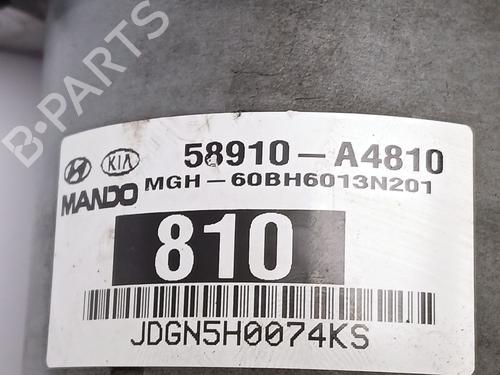 B-PARTS
KIA 58910-A4810
MANDO MGH-60BH6013N201
810
JDGN5H0074KS